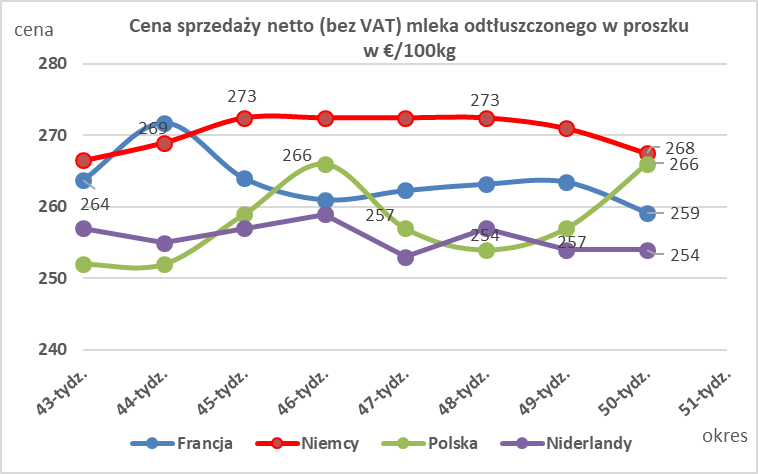 cena
Cena sprzedaży netto (bez VAT) mleka odtłuszczonego w proszku
w €/100kg
280
270
260
250
240
273
273
269
268
266
266
264
257
259
254
257
254
43-tydz.
44-tydz.
45-tydz.
46-tydz.
47-tydz.
48-tydz.
49-tydz.
50-tydz.
51-tydz.
okres
Francja
Niemcy
Polska
Niderlandy